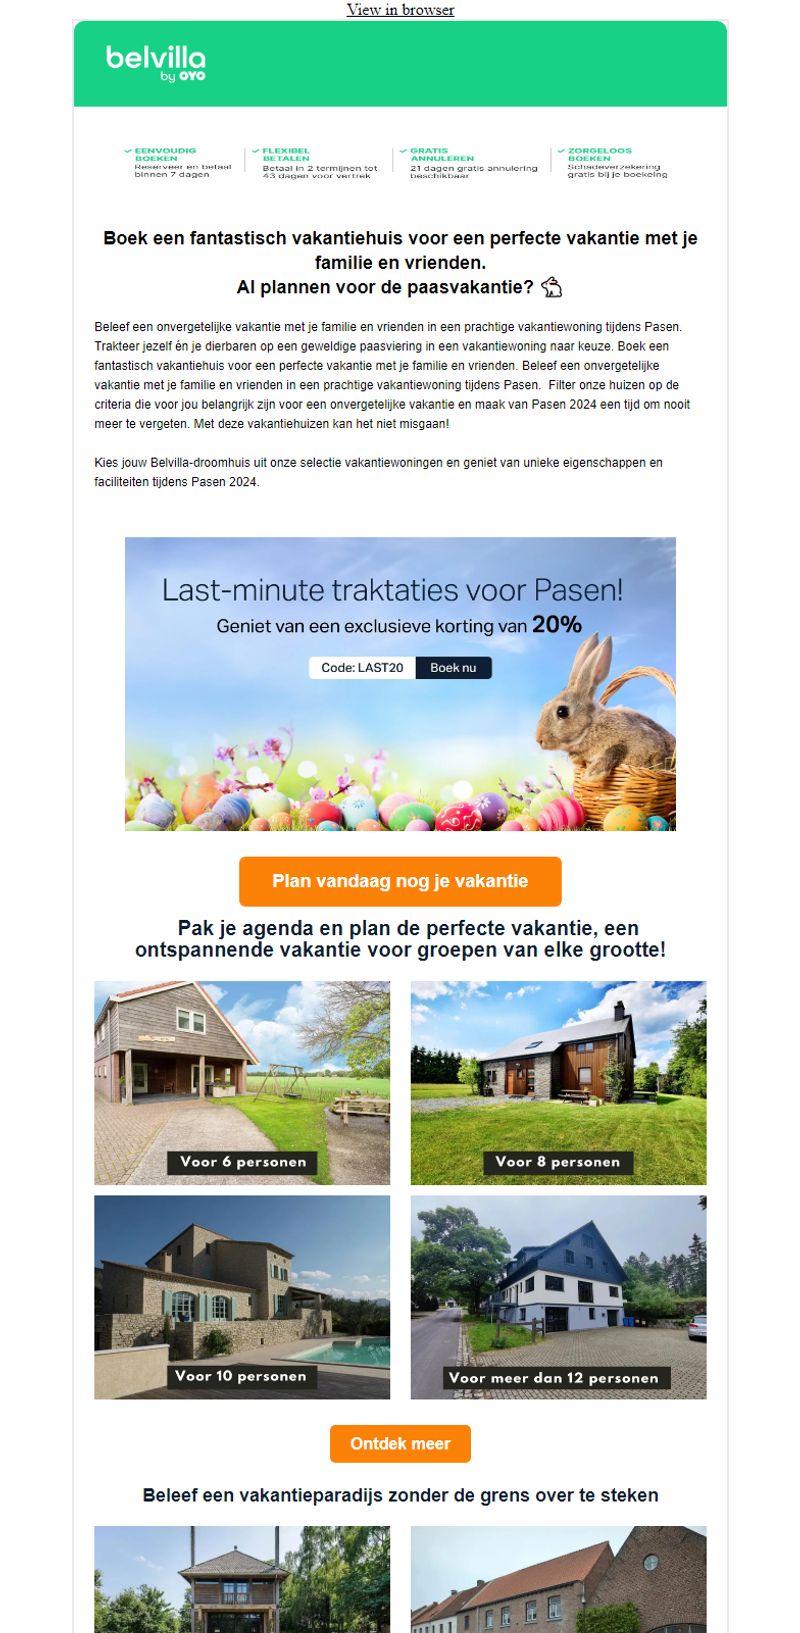 View in browser
belvilla
by OYO
EENVOUDIG
BOEKEN
Reserveer en betaal
binnen 7 dagen
FLEXIBEL
BETALEN
Betaal in 2 termijnen tot
43 dagen voor vertrek
GRATIS
ANNULEREN
21 dagen gratis annulering
beschikbaar
ZORGELOOS
BOEKEN
Schadeverzekering
gratis bij je boeking
Boek een fantastisch vakantiehuis voor een perfecte vakantie met je
familie en vrienden.
Al plannen voor de paasvakantie?
Beleef een onvergetelijke vakantie met je familie en vrienden in een prachtige vakantiewoning tijdens Pasen.
Trakteer jezelf én je dierbaren op een geweldige paasviering in een vakantiewoning naar keuze. Boek een
fantastisch vakantiehuis voor een perfecte vakantie met je familie en vrienden. Beleef een onvergetelijke
vakantie met je familie en vrienden in een prachtige vakantiewoning tijdens Pasen.  Filter onze huizen op de
criteria die voor jou belangrijk zijn voor een onvergetelijke vakantie en maak van Pasen 2024 een tijd om nooit
meer te vergeten. Met deze vakantiehuizen kan het niet misgaan!
Kies jouw Belvilla-droomhuis uit onze selectie vakantiewoningen en geniet van unieke eigenschappen en
faciliteiten tijdens Pasen 2024.
Last-minute traktaties voor Pasen!
Geniet van een exclusieve korting van 20%
Code: LAST20 Boek nu
Plan vandaag nog je vakantie
Pak je agenda en plan de perfecte vakantie, een
ontspannende vakantie voor groepen van elke grootte!
Voor 6 personen
Voor 8 personen
Voor 10 personen
Voor meer dan 12 personen
Ontdek meer
Beleef een vakantieparadijs zonder de grens over te steken